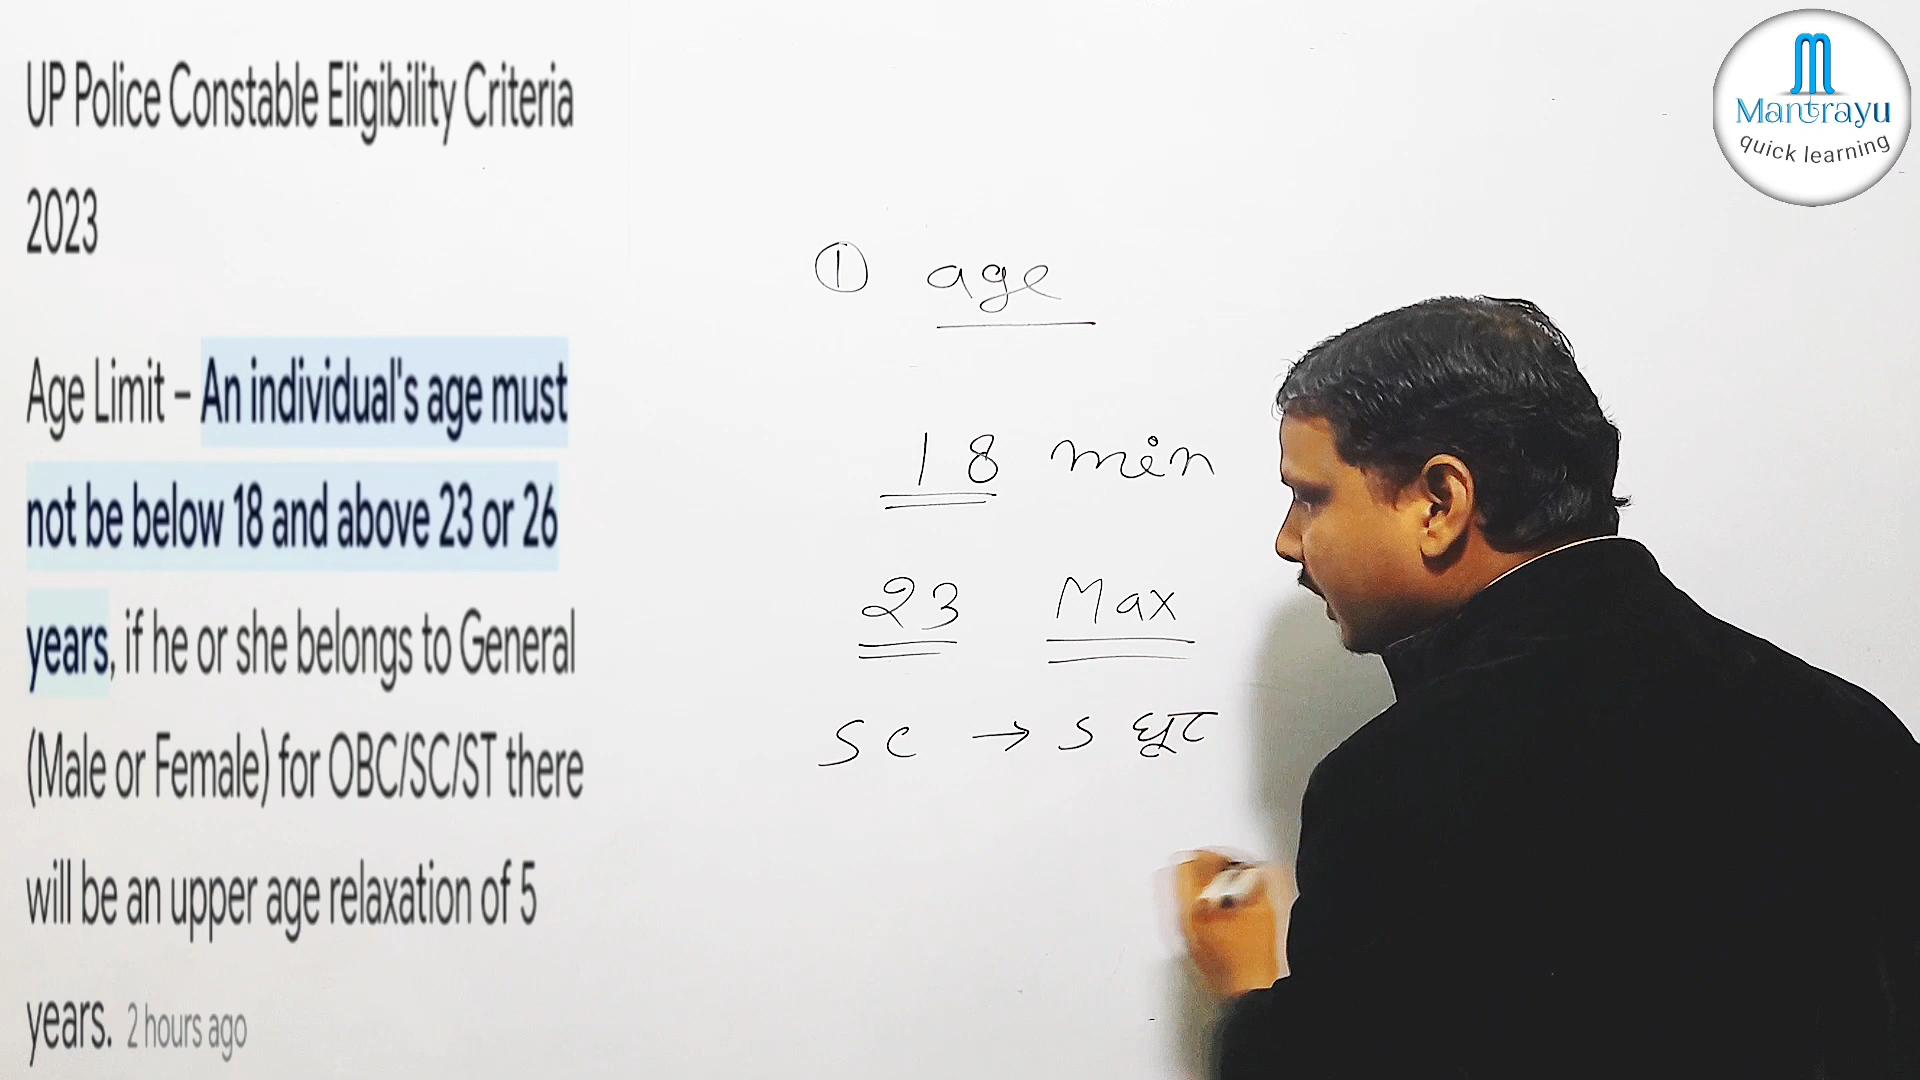 UP Police Constable Eligibility Criteria
2023
Age Limit – An individual's age must
not be below 18 and above 23 or 26
years, if he or she belongs to General
(Male or Female) for OBC/SC/ST there
will be an upper age relaxation of 5
years. 2 hours ago
① age
18 min
23 Max
SC → 5 घूट
Mantrayu
quick learning